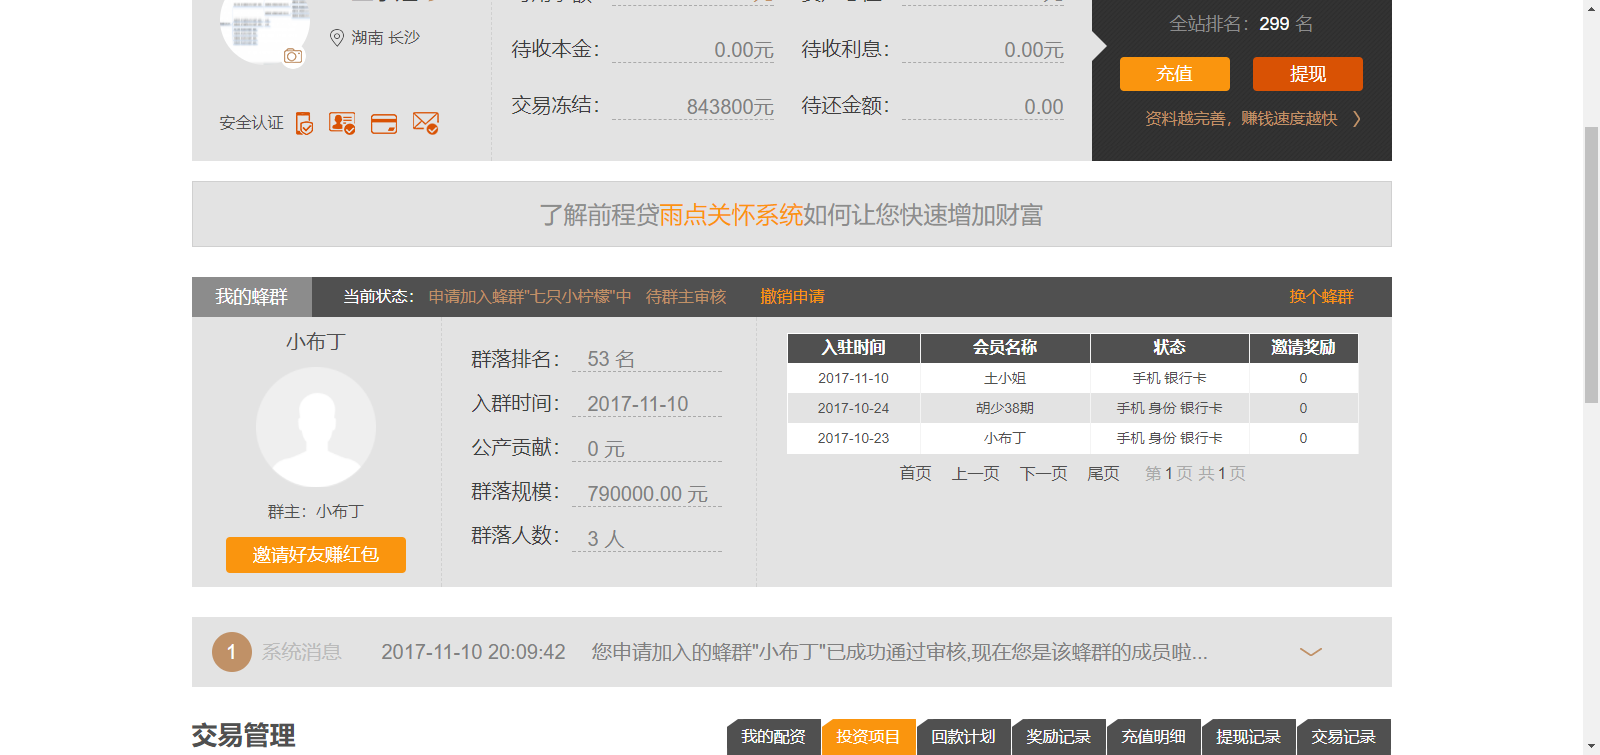 湖南 长沙
安全认证
待收本金： 0.00元 待收利息： 0.00元
交易冻结： 843800元 待还金额： 0.00
全站排名：299 名
充值 提现
资料越完善，赚钱速度越快
了解前程贷雨点关怀系统如何让您快速增加财富
我的蜂群 当前状态： 申请加入蜂群"七只小柠檬"中 待群主审核 撤销申请 换个蜂群
小布丁
群主：小布丁
邀请好友赚红包
群落排名： 53 名
入群时间： 2017-11-10
公产贡献： 0 元
群落规模： 790000.00 元
群落人数： 3 人
入驻时间 会员名称 状态 邀请奖励
2017-11-10 土小姐 手机 银行卡 0
2017-10-24 胡少38期 手机 身份 银行卡 0
2017-10-23 小布丁 手机 身份 银行卡 0
首页 上一页 下一页 尾页 第1页 共1页
1 系统消息 2017-11-10 20:09:42 您申请加入的蜂群"小布丁"已成功通过审核,现在您是该蜂群的成员啦...
交易管理
我的配资 投资项目 回款计划 奖励记录 充值明细 提现记录 交易记录